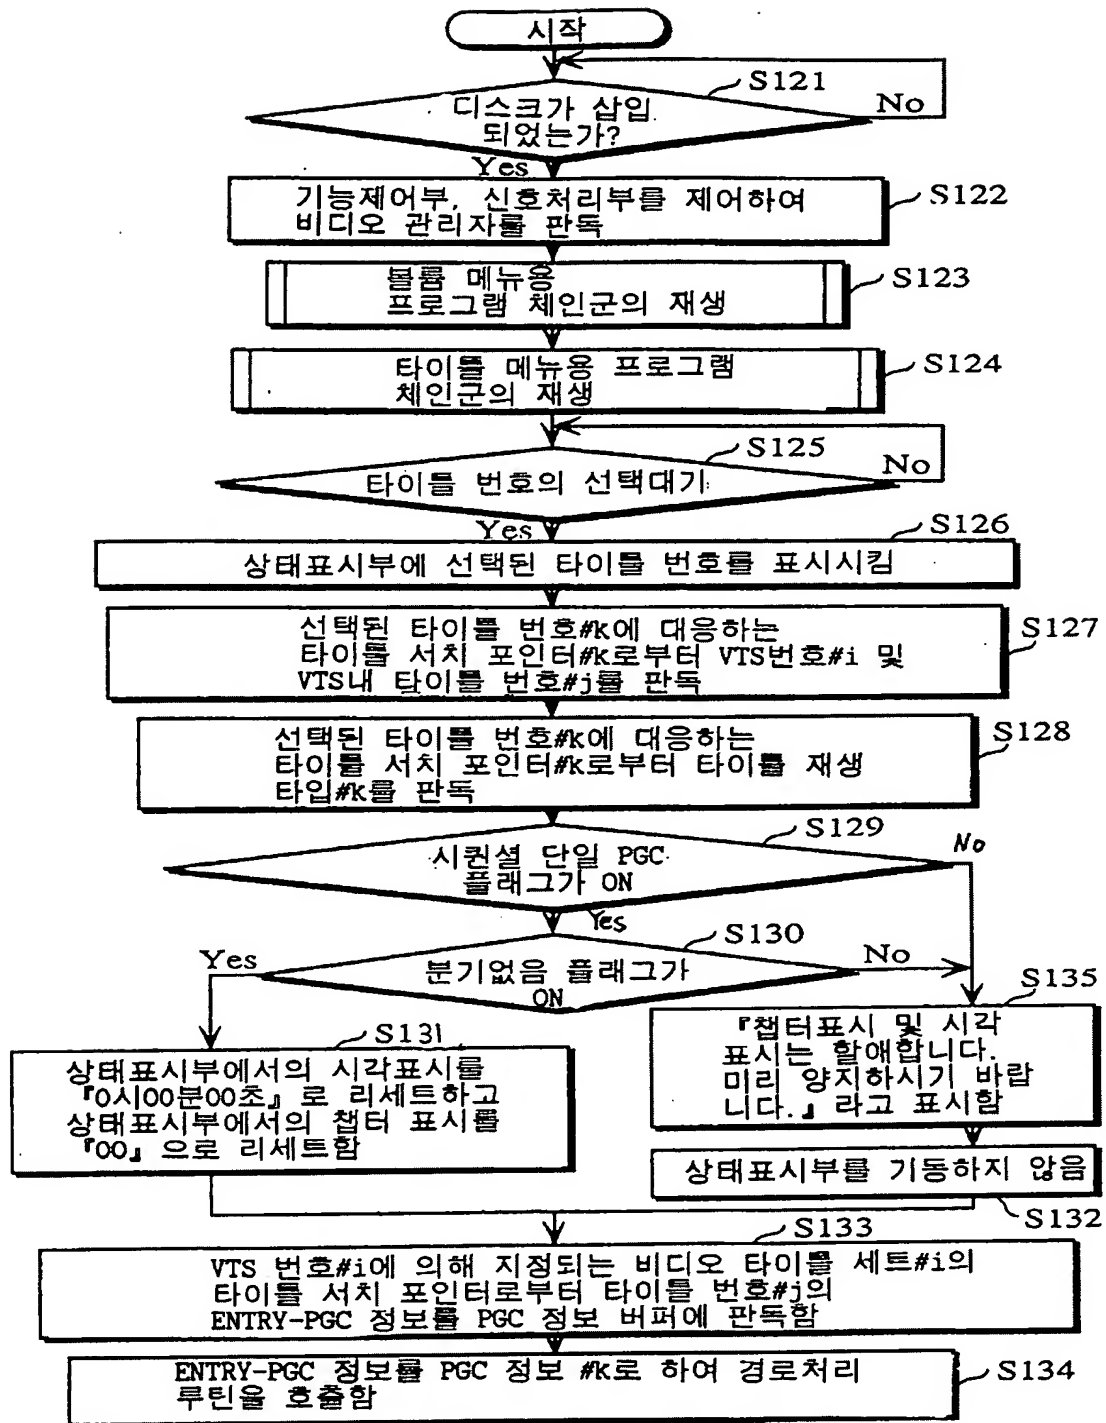 시작
S121
디스크가 삽입
되었는가?
No
Yes
기능제어부, 신호처리부를 제어하여
비디오 관리자를 판독
S122
볼륨 메뉴용
프로그램 체인군의 재생
S123
타이틀 메뉴용 프로그램
체인군의 재생
S124
S125
타이틀 번호의 선택대기
No
Yes
S126
상태표시부에 선택된 타이틀 번호를 표시시킴
선택된 타이틀 번호#k에 대응하는
타이틀 서치 포인터#k로부터 VTS번호#i 및
VTS내 타이틀 번호#j를 판독
S127
선택된 타이틀 번호#k에 대응하는
타이틀 서치 포인터#k로부터 타이틀 재생
타입#k를 판독
S128
S129
시퀀셜 단일 PGC
플래그가 ON
No
Yes
S130
분기없음 플래그가
ON
Yes
No
S131
상태표시부에서의 시각표시를
『0시00분00초』로 리세트하고
상태표시부에서의 챕터 표시를
『00』으로 리세트함
S135
『챕터표시 및 시각
표시는 할애합니다.
미리 양지하시기 바랍
니다.』라고 표시함
상태표시부를 기동하지 않음
S132
S133
VTS 번호#i에 의해 지정되는 비디오 타이틀 세트#i의
타이틀 서치 포인터로부터 타이틀 번호#j의
ENTRY-PGC 정보를 PGC 정보 버퍼에 판독함
ENTRY-PGC 정보를 PGC 정보 #k로 하여 경로처리
루틴을 호출함
S134